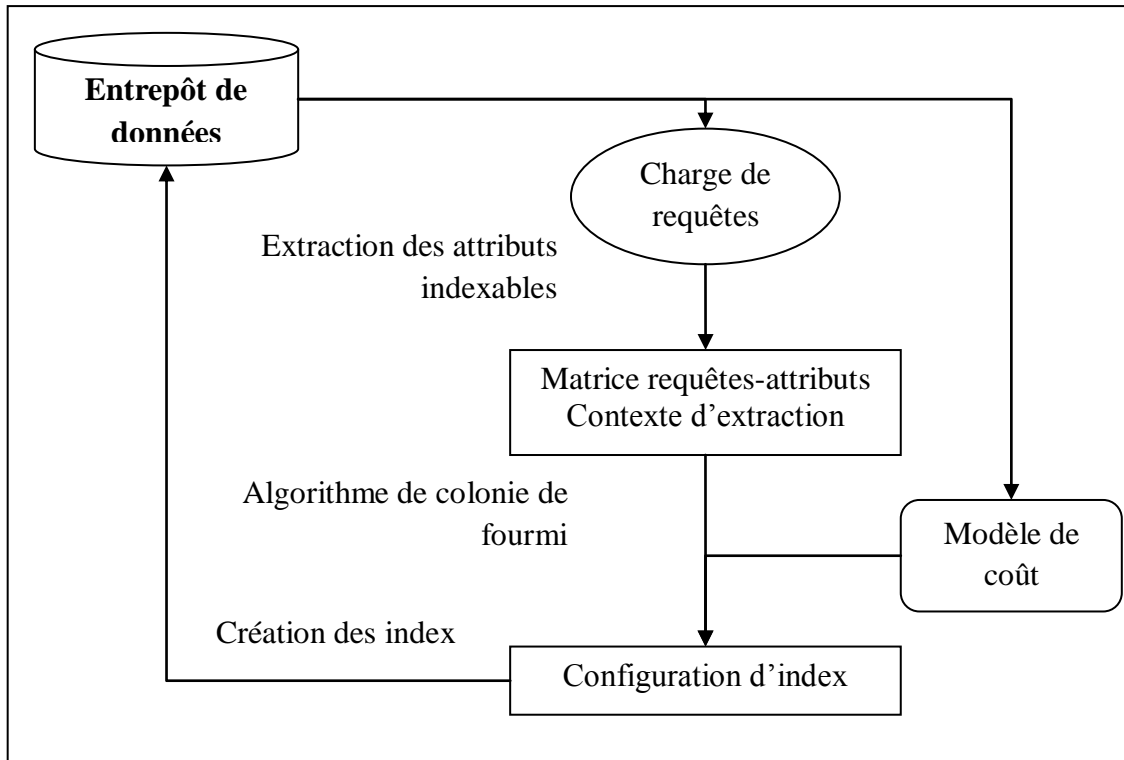 Entrepôt de
données
Charge de
requêtes
Extraction des attributs
indexables
Matrice requêtes-attributs
Contexte d’extraction
Algorithme de colonie de
fourmi
Modèle de
coût
Création des index
Configuration d’index